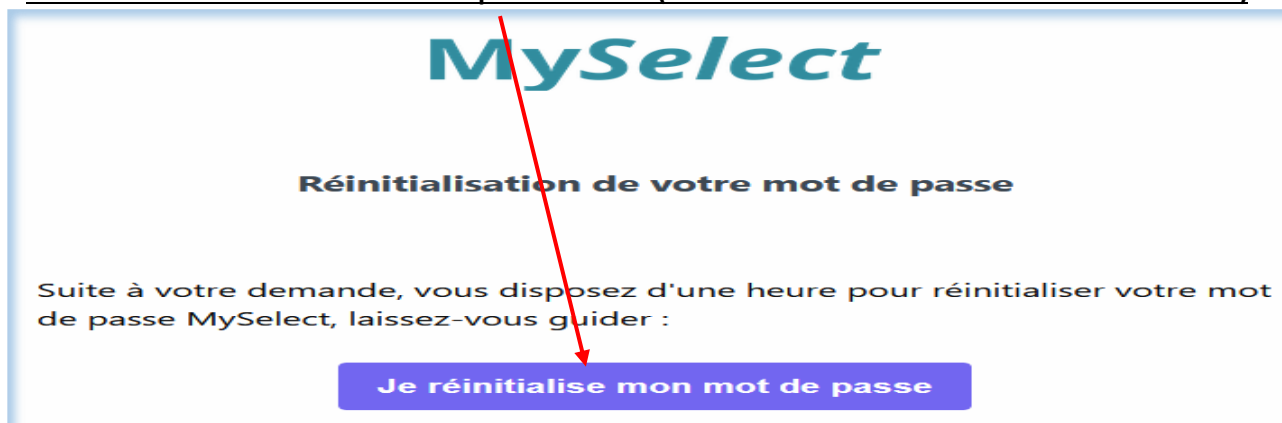 MySelect
Réinitialisation de votre mot de passe
Suite à votre demande, vous disposez d'une heure pour réinitialiser votre mot
de passe MySelect, laissez-vous guider :
Je réinitialise mon mot de passe